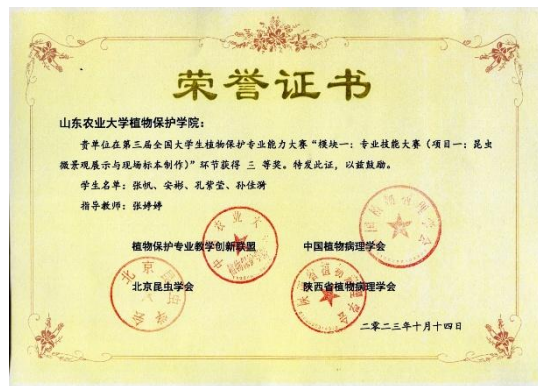 荣誉证书
山东农业大学植物保护学院：
贵单位在第三届全国大学生植物保护专业能力大赛“模块一：专业技能大赛（项目一：昆虫
微景观展示与现场标本制作）”环节获得 三 等奖。特发此证，以兹鼓励。
学生名单：张帆、安彬、孔紫莹、孙佳漪
指导教师：张婷婷
植物保护专业教学创新联盟 中国植物病理学会
北京昆虫学会 陕西省植物病理学会
二零二三年十月十四日